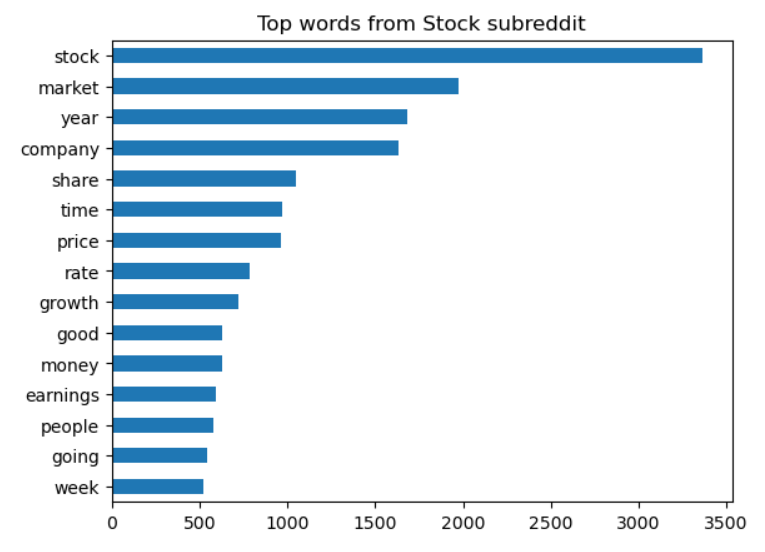 Top words from Stock subreddit
stock
market
year
company
share
time
price
rate
growth
good
money
earnings
people
going
week
0 500 1000 1500 2000 2500 3000 3500